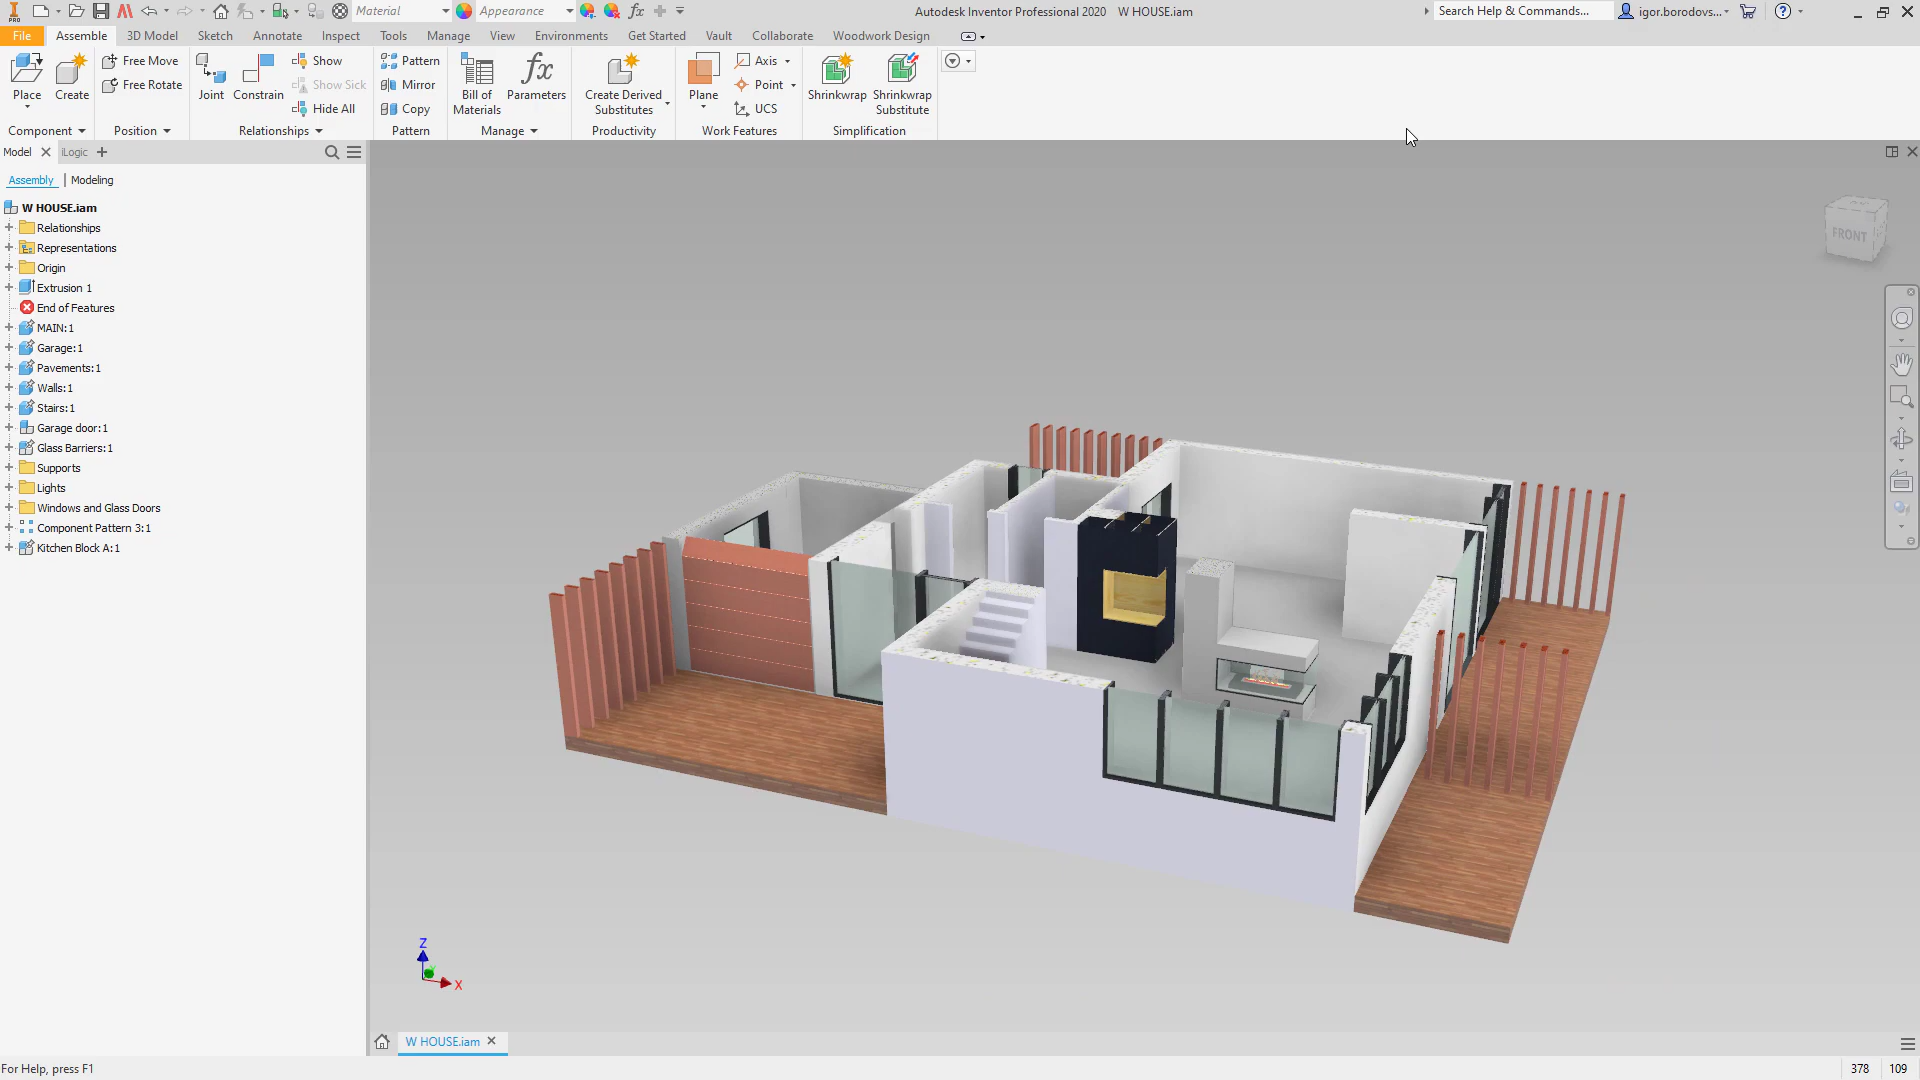 Material
Appearance
Autodesk Inventor Professional 2020 W HOUSE.iam
Search Help & Commands...
igor.borodovs...
PRO
File
Assemble
3D Model
Sketch
Annotate
Inspect
Tools
Manage
View
Environments
Get Started
Vault
Collaborate
Woodwork Design
Place
Create
Free Move
Free Rotate
Joint
Constrain
Show
Show Sick
Hide All
Pattern
Mirror
Copy
Bill of
Materials
fx
Parameters
Create Derived
Substitutes
Plane
Axis
Point
UCS
Shrinkwrap
Shrinkwrap
Substitute
Component
Position
Relationships
Pattern
Manage
Productivity
Work Features
Simplification
Model
iLogic
Assembly | Modeling
W HOUSE.iam
Relationships
Representations
Origin
Extrusion 1
End of Features
MAIN:1
Garage:1
Pavements:1
Walls:1
Stairs:1
Garage door:1
Glass Barriers:1
Supports
Lights
Windows and Glass Doors
Component Pattern 3:1
Kitchen Block A:1
FRONT
Z
X
W HOUSE.iam
For Help, press F1
378
109